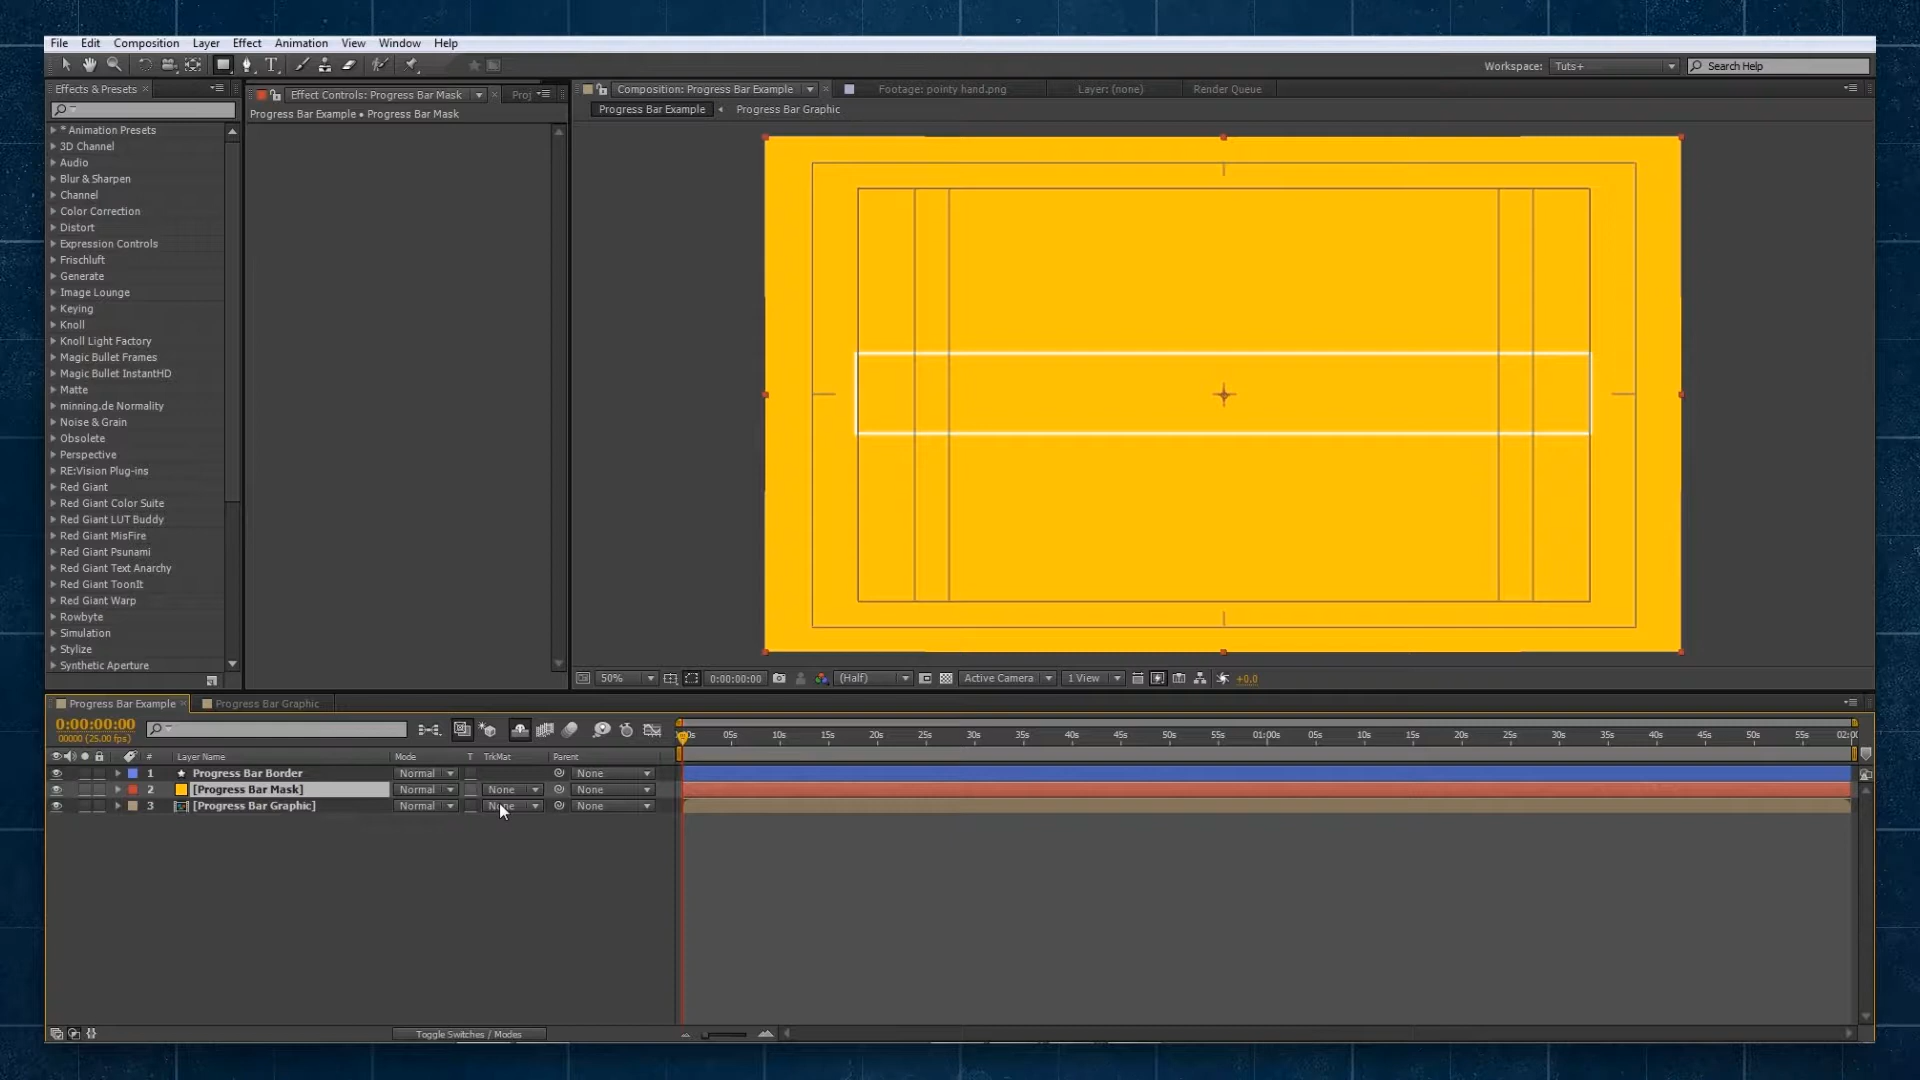 File Edit Composition Layer Effect Animation View Window Help
Workspace: Tuts+ Search Help
Effects & Presets Effect Controls: Progress Bar Mask Proj Composition: Progress Bar Example Footage: pointy hand.png Layer: (none) Render Queue
Progress Bar Example • Progress Bar Mask
Progress Bar Example Progress Bar Graphic
* Animation Presets
3D Channel
Audio
Blur & Sharpen
Channel
Color Correction
Distort
Expression Controls
Frischluft
Generate
Image Lounge
Keying
Knoll
Knoll Light Factory
Magic Bullet Frames
Magic Bullet InstantHD
Matte
minning.de Normality
Noise & Grain
Obsolete
Perspective
RE:Vision Plug-ins
Red Giant
Red Giant Color Suite
Red Giant LUT Buddy
Red Giant MisFire
Red Giant Psunami
Red Giant Text Anarchy
Red Giant ToonIt
Red Giant Warp
Rowbyte
Simulation
Stylize
Synthetic Aperture
50% 0:00:00:00 (Half) Active Camera 1 View +0.0
Progress Bar Example Progress Bar Graphic
0:00:00:00
00000 (25.00 fps)
05s 10s 15s 20s 25s 30s 35s 40s 45s 50s 55s 01:00s 05s 10s 15s 20s 25s 30s 35s 40s 45s 50s 55s 02:00
# Layer Name Mode T TrkMat Parent
1 Progress Bar Border Normal None
2 [Progress Bar Mask] Normal None None
3 [Progress Bar Graphic] Normal None None
Toggle Switches / Modes